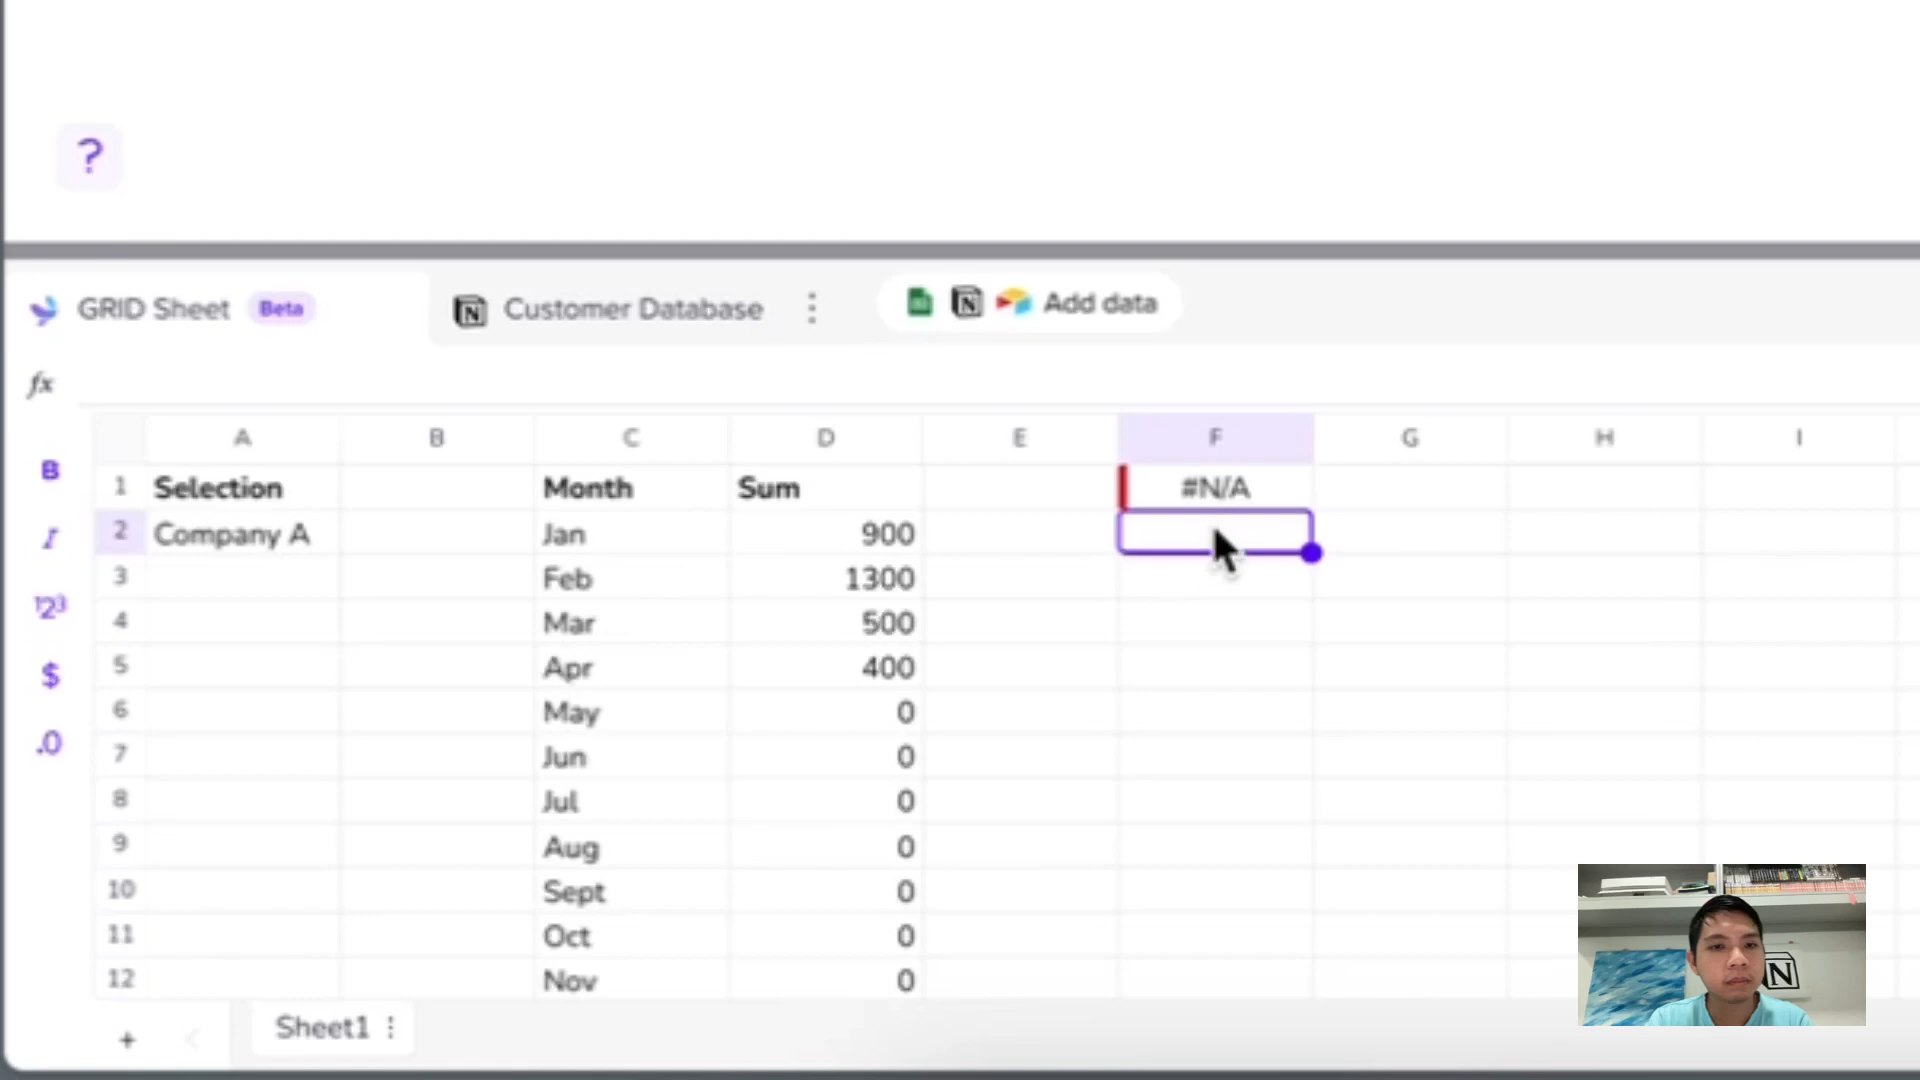 ?
GRID Sheet Beta
Customer Database
Add data
fx
A B C D E F G H I
B
I
123
$
.0
1 Selection Month Sum #N/A
2 Company A Jan 900
3 Feb 1300
4 Mar 500
5 Apr 400
6 May 0
7 Jun 0
8 Jul 0
9 Aug 0
10 Sept 0
11 Oct 0
12 Nov 0
+ < Sheet1
N